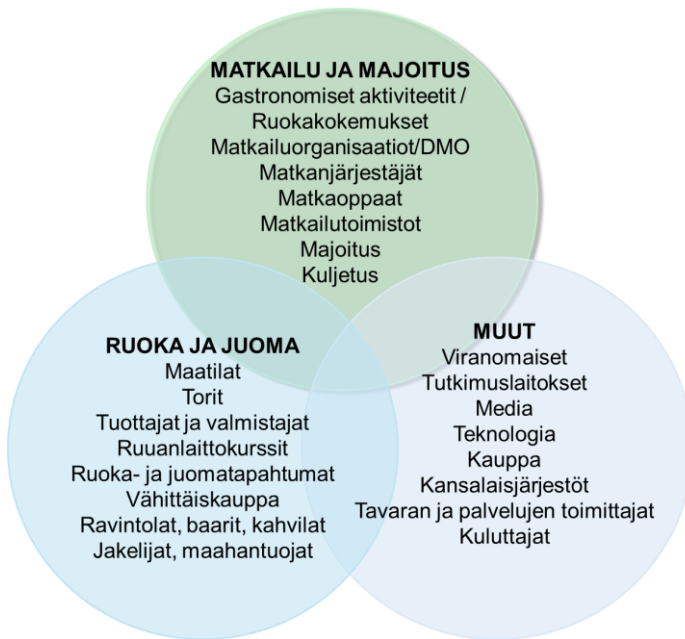 MATKAILU JA MAJOITUS
Gastronomiset aktiviteetit /
Ruokakokemukset
Matkailuorganisaatiot/DMO
Matkanjärjestäjät
Matkaoppaat
Matkailutoimistot
Majoitus
Kuljetus
RUOKA JA JUOMA
Maatilat
Torit
Tuottajat ja valmistajat
Ruuanlaittokurssit
Ruoka- ja juomatapahtumat
Vähittäiskauppa
Ravintolat, baarit, kahvilat
Jakelijat, maahantuojat
MUUT
Viranomaiset
Tutkimuslaitokset
Media
Teknologia
Kauppa
Kansalaisjärjestöt
Tavaran ja palvelujen toimittajat
Kuluttajat